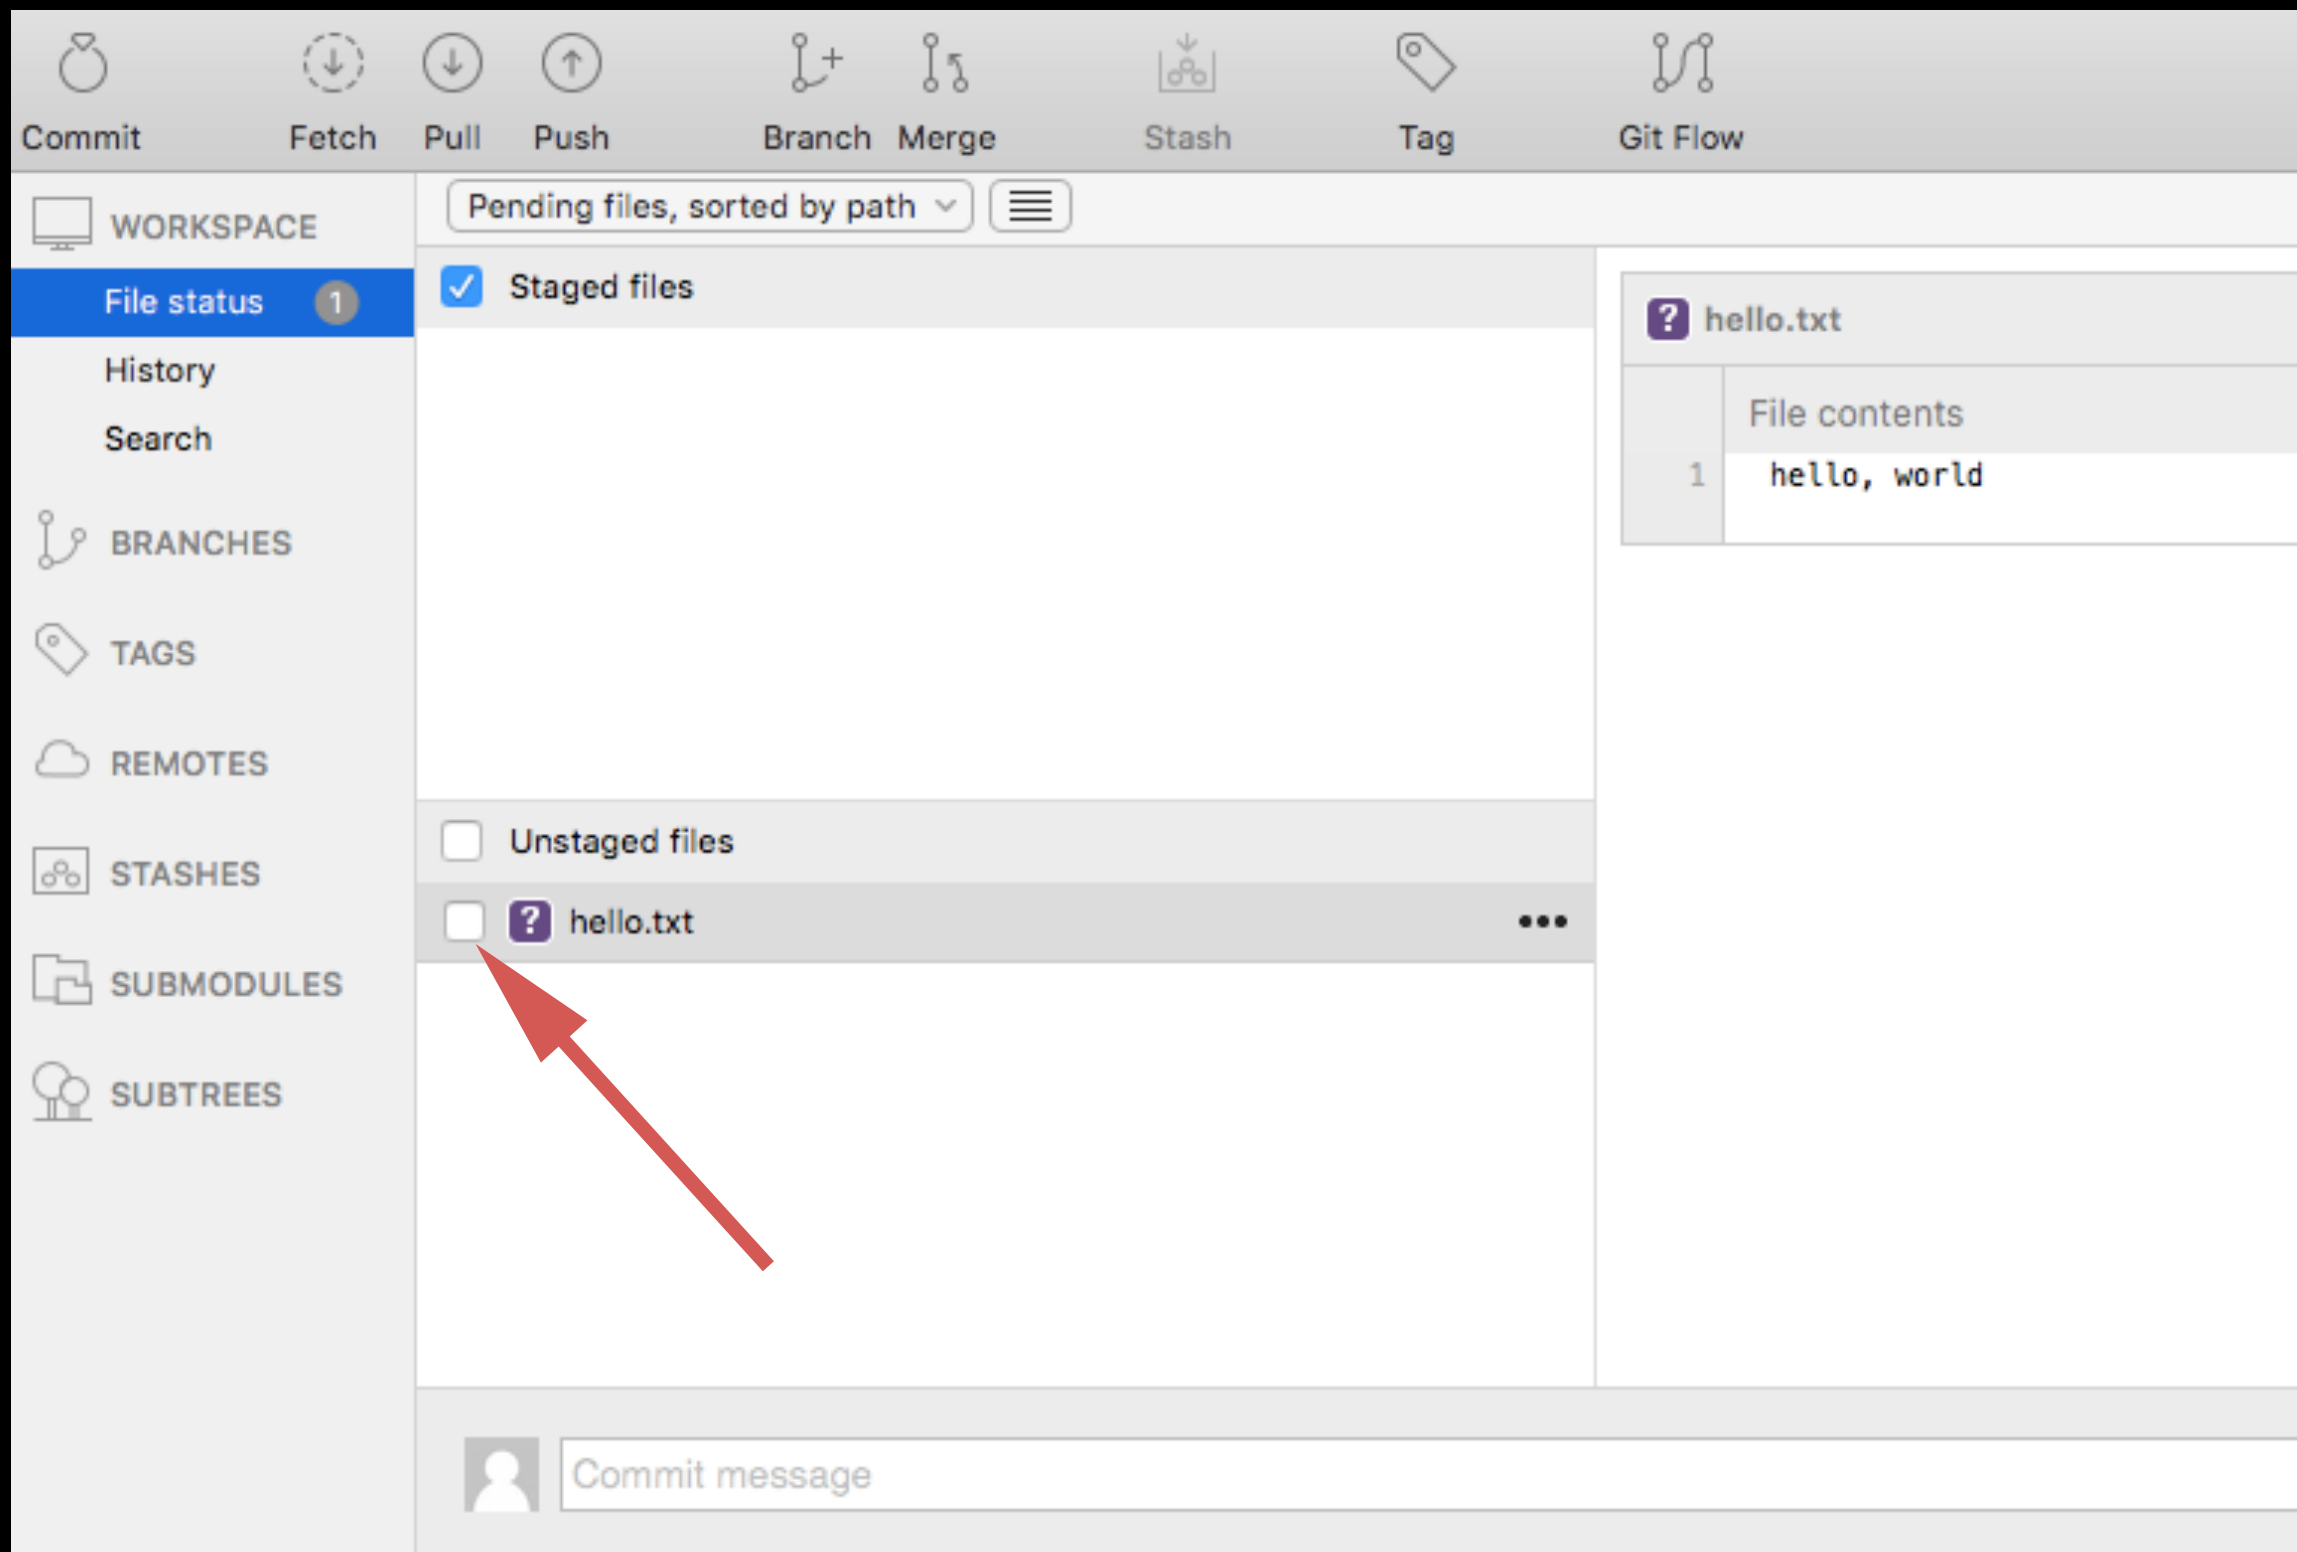 Commit Fetch Pull Push Branch Merge Stash Tag Git Flow
WORKSPACE
File status 1
History
Search
BRANCHES
TAGS
REMOTES
STASHES
SUBMODULES
SUBTREES
Pending files, sorted by path
Staged files
Unstaged files
? hello.txt
? hello.txt
File contents
1 hello, world
Commit message